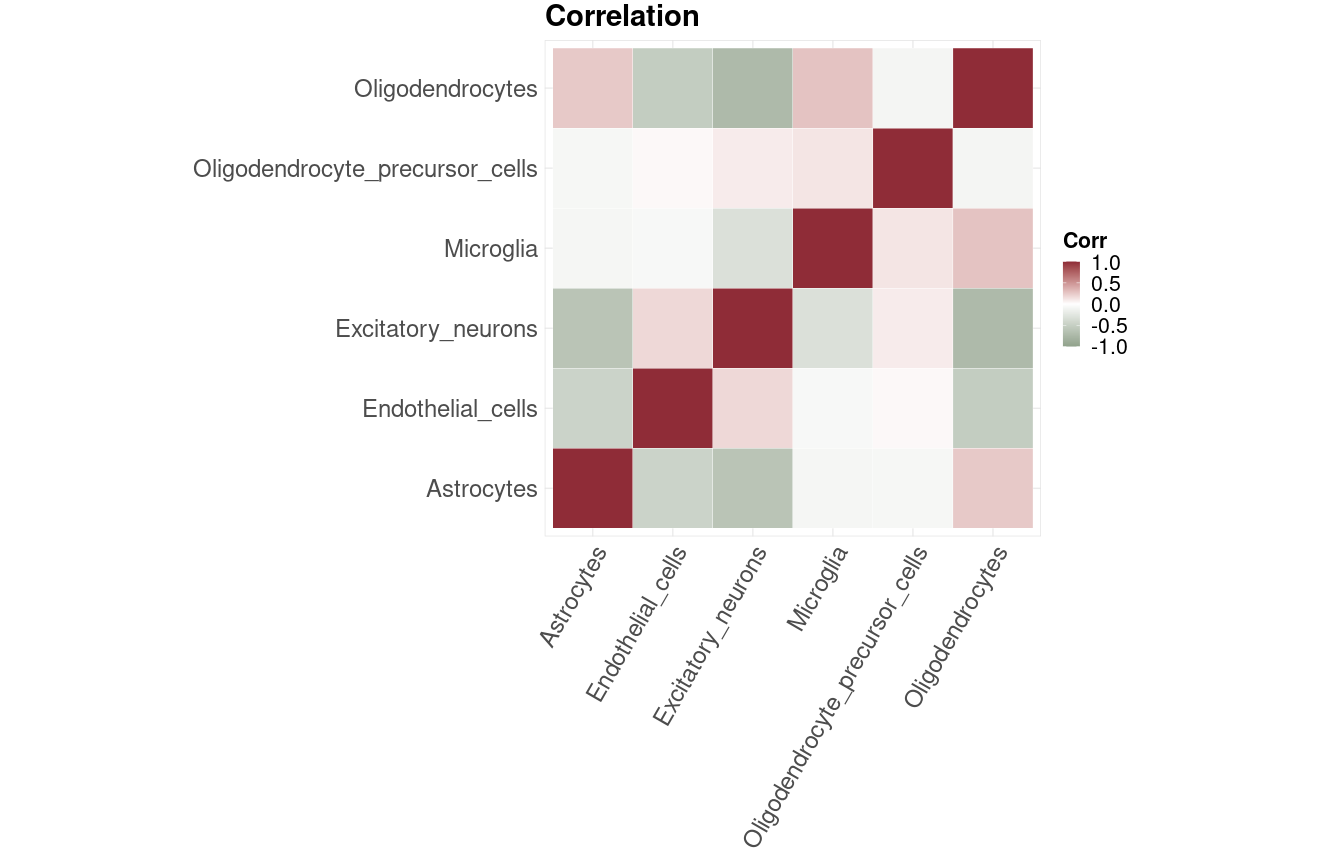 Correlation
Oligodendrocytes
Oligodendrocyte_precursor_cells
Microglia
Excitatory_neurons
Endothelial_cells
Astrocytes
Corr
1.0
0.5
0.0
-0.5
-1.0
Astrocytes
Endothelial_cells
Excitatory_neurons
Microglia
Oligodendrocyte_precursor_cells
Oligodendrocytes